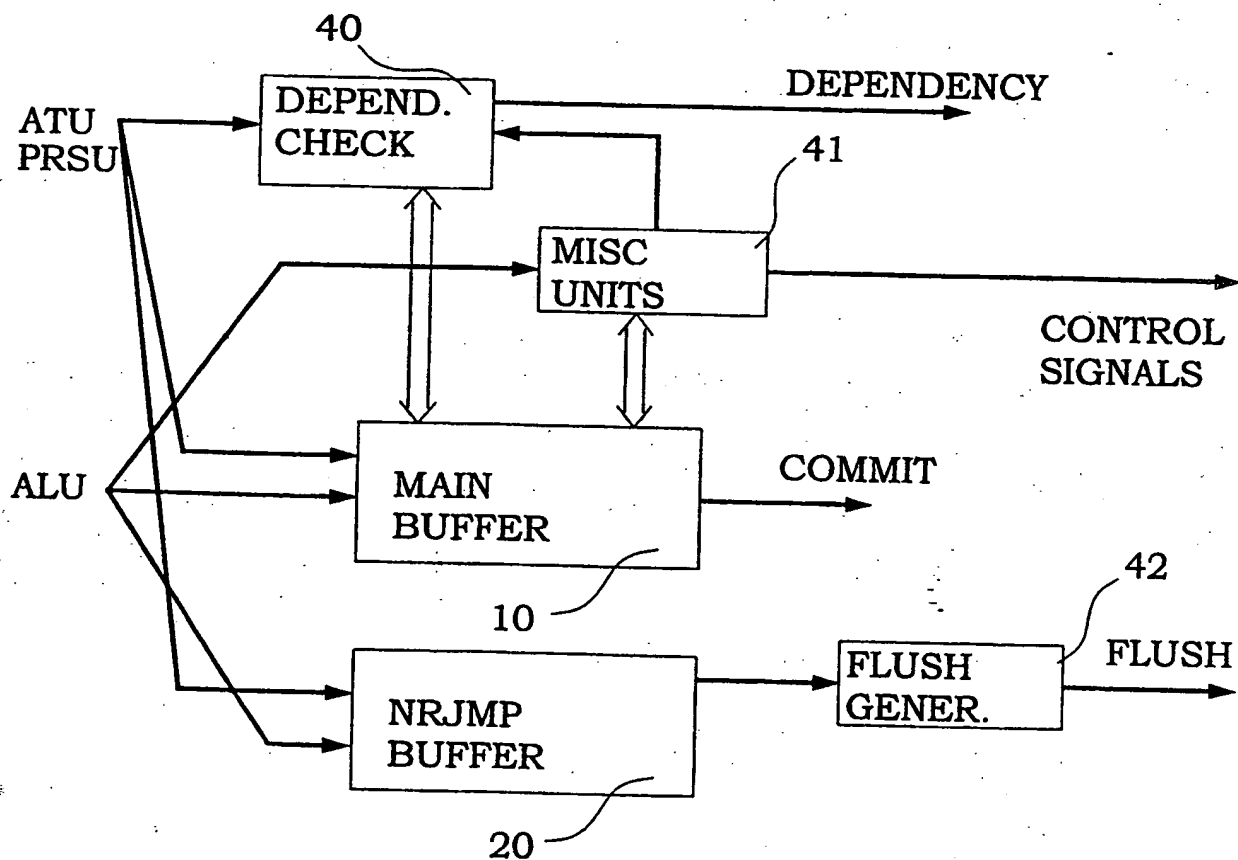 40
DEPENDENCY
DEPEND.
CHECK
ATU
PRSU
41
MISC
UNITS
CONTROL
SIGNALS
ALU
MAIN
BUFFER
COMMIT
10
42
FLUSH
GENER.
FLUSH
NRJMP
BUFFER
20